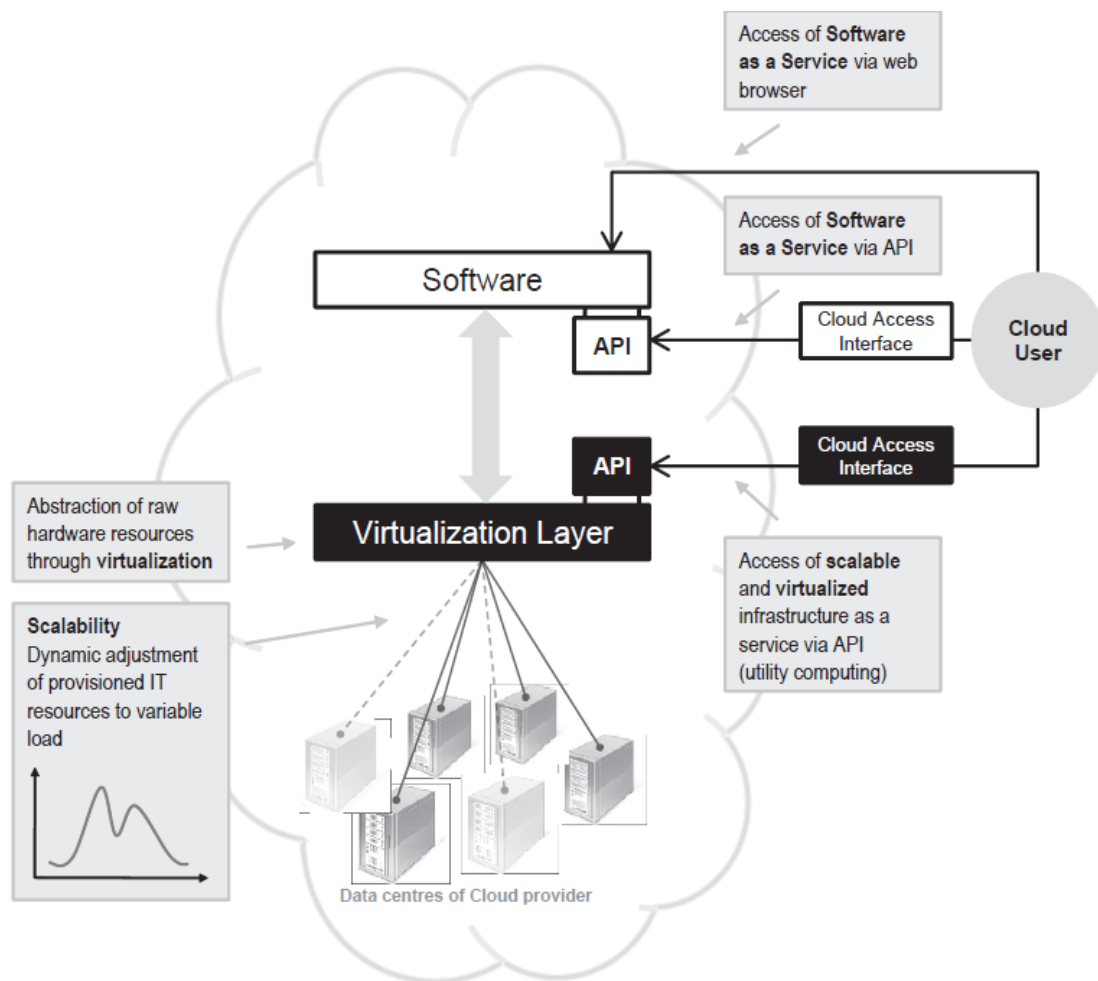 Access of Software
as a Service via web
browser
Access of Software
as a Service via API
Software
API
Cloud Access
Interface
Cloud
User
API
Cloud Access
Interface
Abstraction of raw
hardware resources
through virtualization
Virtualization Layer
Access of scalable
and virtualized
infrastructure as a
service via API
(utility computing)
Scalability
Dynamic adjustment
of provisioned IT
resources to variable
load
Data centres of Cloud provider